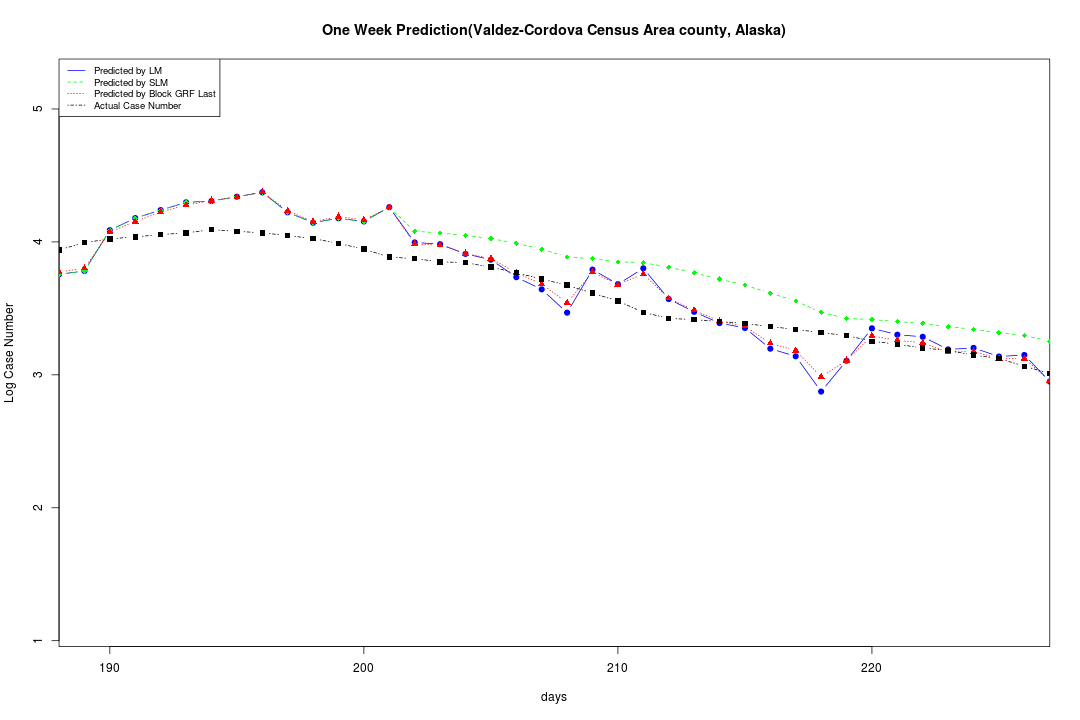 One Week Prediction(Valdez-Cordova Census Area county, Alaska)
Predicted by LM
Predicted by SLM
Predicted by Block GRF Last
Actual Case Number
5
4
3
2
1
Log Case Number
190 200 210 220
days